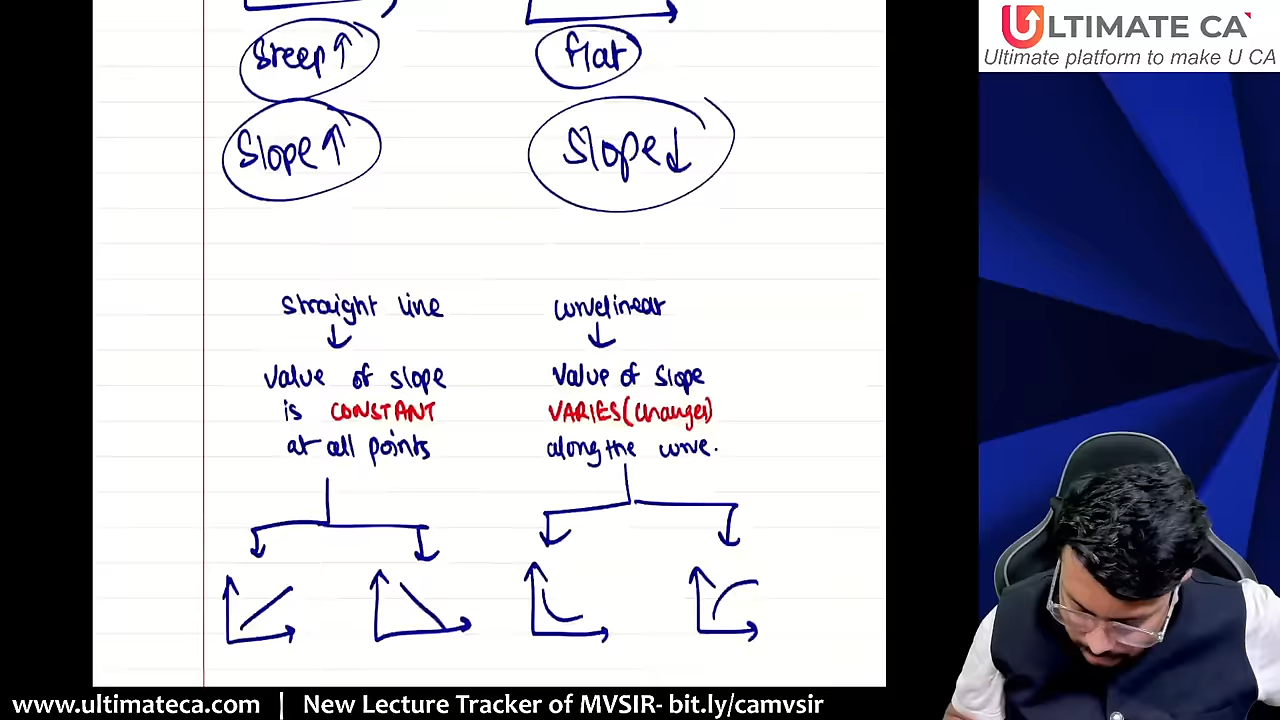 ULTIMATE CA
Ultimate platform to make U CA
Steep↑
flat
Slope↑
Slope↓
Straight line
curvelinear
↓
↓
Value of slope
is CONSTANT
at all points
Value of slope
VARIES (changes)
along the curve.
www.ultimateca.com | New Lecture Tracker of MVSIR- bit.ly/camvsir